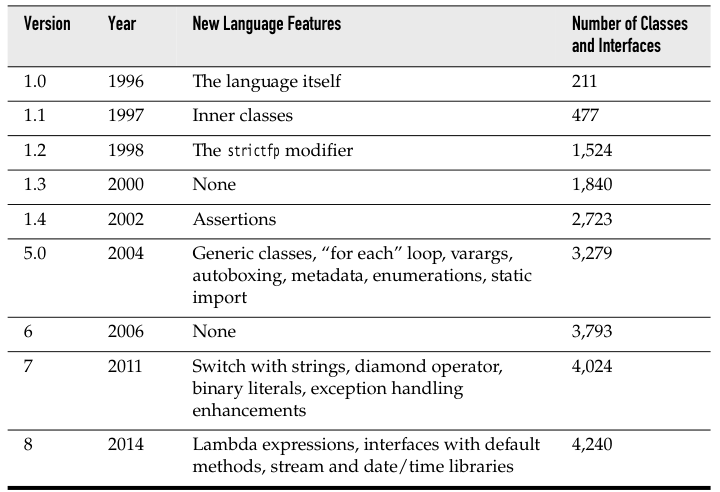 Version Year New Language Features Number of Classes
and Interfaces
1.0 1996 The language itself 211
1.1 1997 Inner classes 477
1.2 1998 The strictfp modifier 1,524
1.3 2000 None 1,840
1.4 2002 Assertions 2,723
5.0 2004 Generic classes, “for each” loop, varargs, 3,279
autoboxing, metadata, enumerations, static
import
6 2006 None 3,793
7 2011 Switch with strings, diamond operator, 4,024
binary literals, exception handling
enhancements
8 2014 Lambda expressions, interfaces with default 4,240
methods, stream and date/time libraries